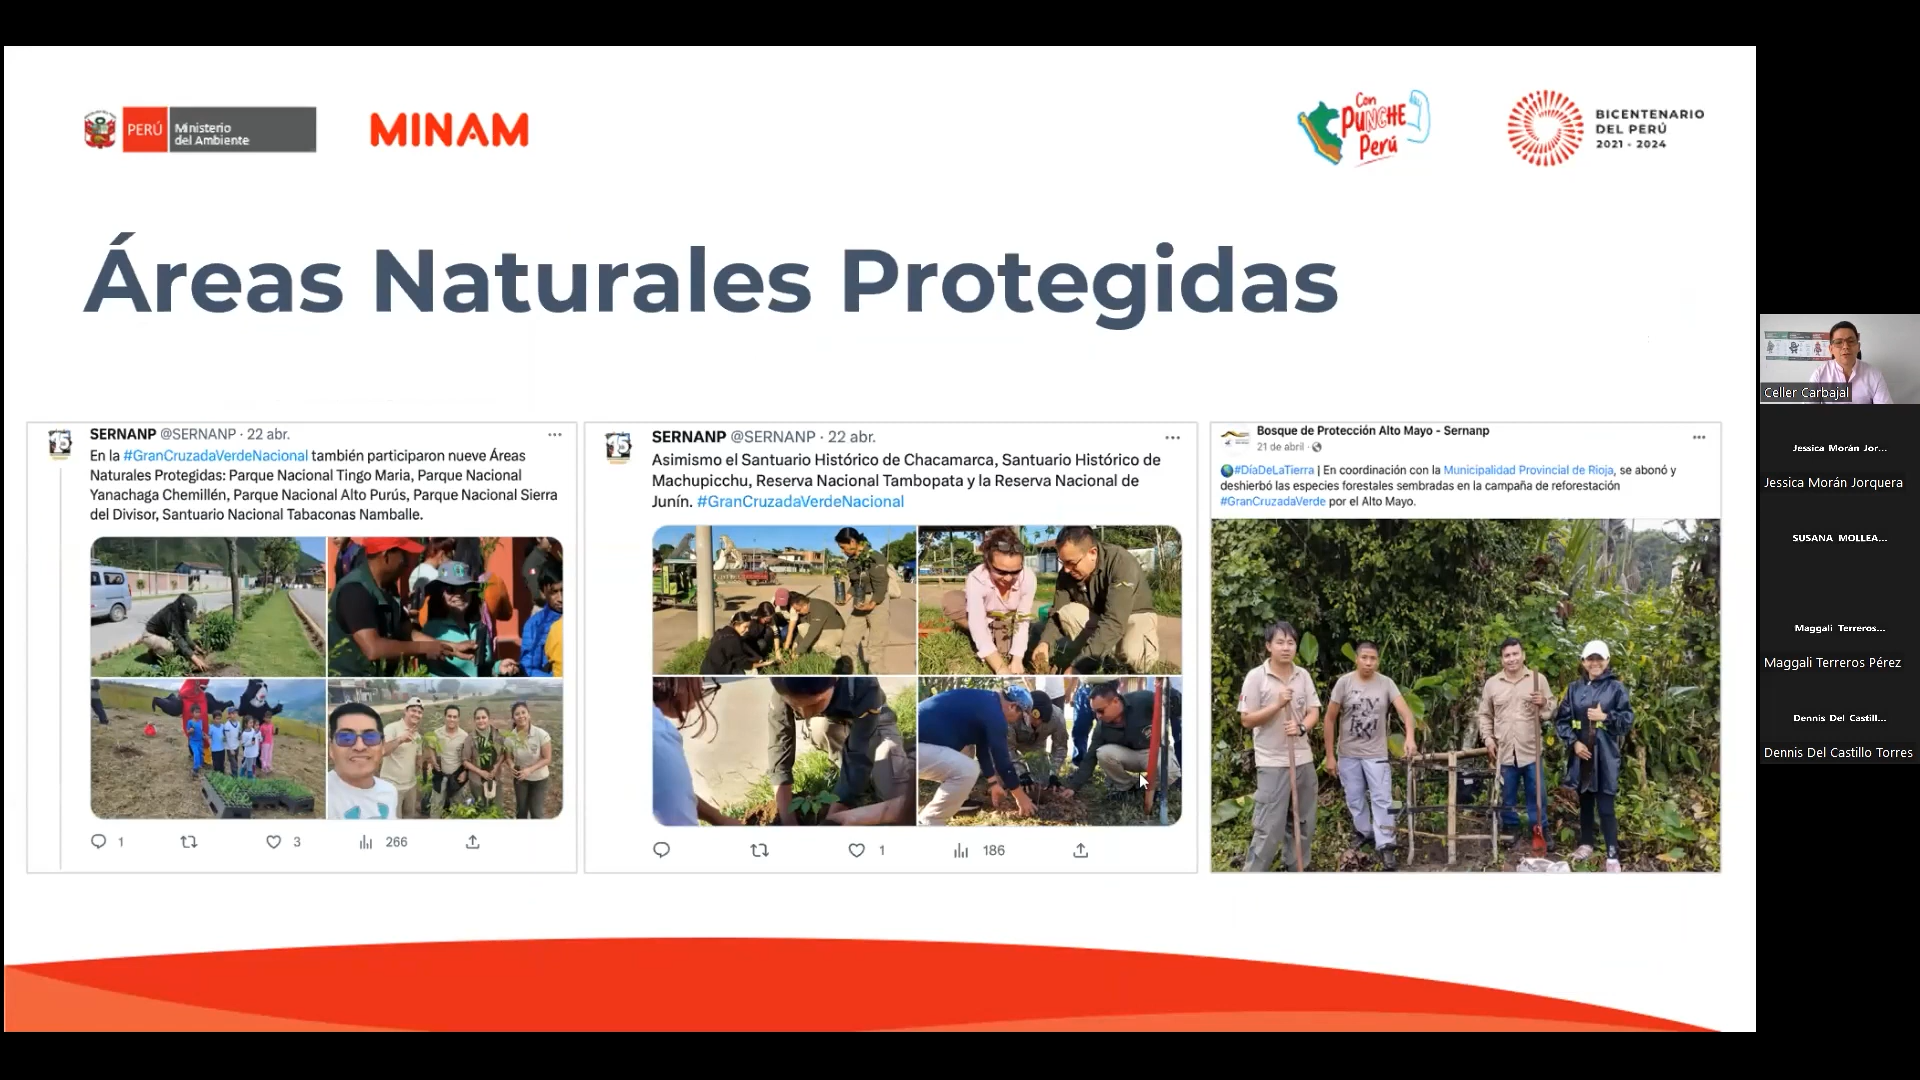 PERÚ
Ministerio
del Ambiente
MINAM
Con
PUNCHE
Perú
BICENTENARIO
DEL PERÚ
2021 - 2024
Áreas Naturales Protegidas
15
SERNANP @SERNANP · 22 abr.
En la #GranCruzadaVerdeNacional también participaron nueve Áreas
Naturales Protegidas: Parque Nacional Tingo Maria, Parque Nacional
Yanachaga Chemillén, Parque Nacional Alto Purús, Parque Nacional Sierra
del Divisor, Santuario Nacional Tabaconas Namballe.
1
3
266
15
SERNANP @SERNANP · 22 abr.
Asimismo el Santuario Histórico de Chacamarca, Santuario Histórico de
Machupicchu, Reserva Nacional Tambopata y la Reserva Nacional de
Junín. #GranCruzadaVerdeNacional
1
186
Bosque de Protección Alto Mayo - Sernanp
21 de abril ·
#DíaDeLaTierra | En coordinación con la Municipalidad Provincial de Rioja, se abonó y
deshierbó las especies forestales sembradas en la campaña de reforestación
#GranCruzadaVerde por el Alto Mayo.
Celler Carbajal
Jessica Morán Jor...
Jessica Morán Jorquera
SUSANA MOLLEA...
Maggali Terreros...
Maggali Terreros Pérez
Dennis Del Castill...
Dennis Del Castillo Torres